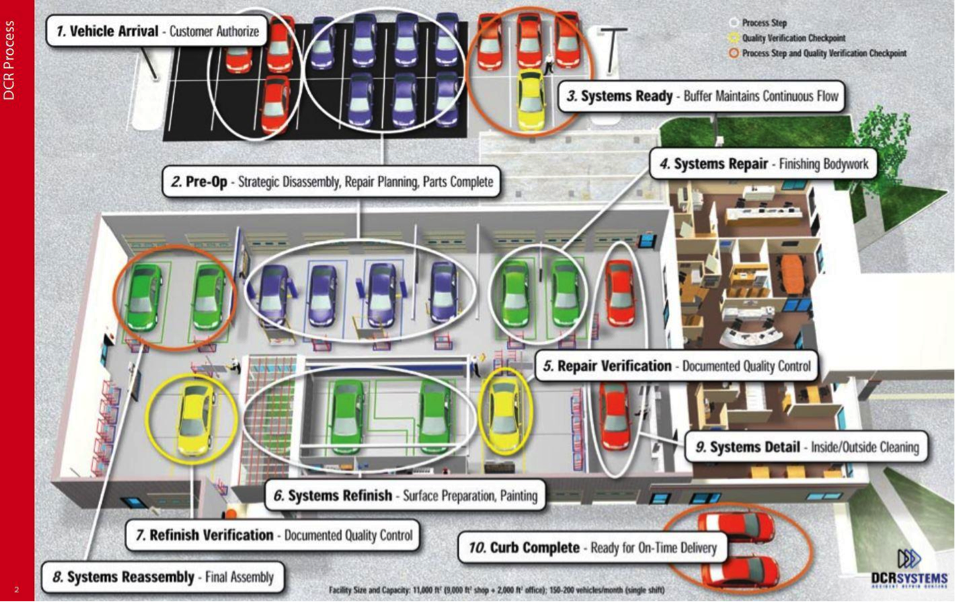 DCR Process
1. Vehicle Arrival - Customer Authorize
Process Step
Quality Verification Checkpoint
Process Step and Quality Verification Checkpoint
3. Systems Ready - Buffer Maintains Continuous Flow
4. Systems Repair - Finishing Bodywork
2. Pre-Op - Strategic Disassembly, Repair Planning, Parts Complete
5. Repair Verification - Documented Quality Control
9. Systems Detail - Inside/Outside Cleaning
6. Systems Refinish - Surface Preparation, Painting
7. Refinish Verification - Documented Quality Control
10. Curb Complete - Ready for On-Time Delivery
8. Systems Reassembly - Final Assembly
DCRSYSTEMS
ACCIDENT REPAIR CENTERS
Facility Size and Capacity: 11,000 ft² (9,000 ft² shop + 2,000 ft² office); 150-200 vehicles/month (single shift)
2